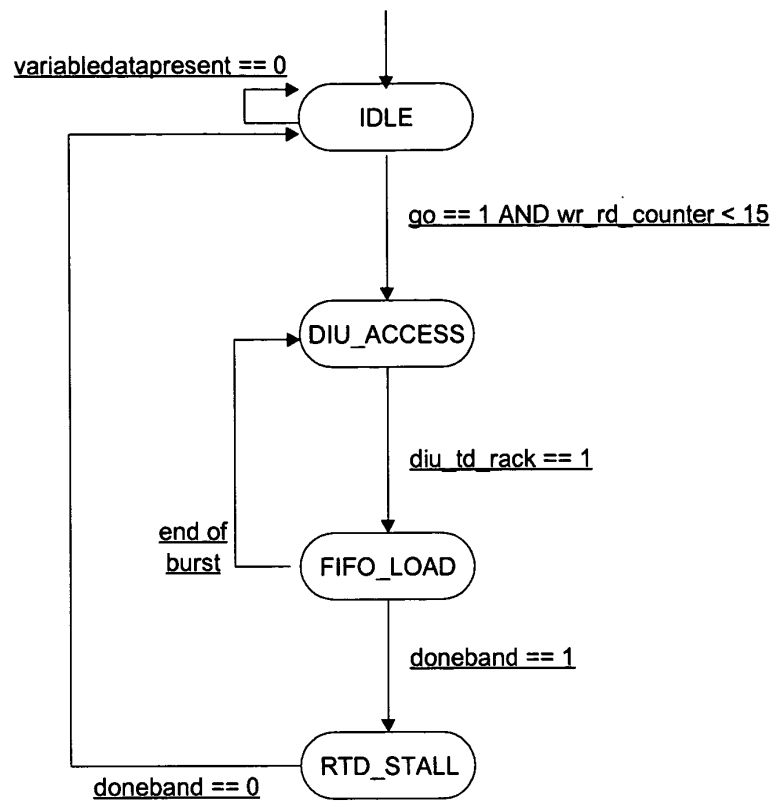 variabledatapresent == 0
IDLE
go == 1 AND wr_rd_counter < 15
DIU_ACCESS
diu_td_rack == 1
end of
burst
FIFO_LOAD
doneband == 1
RTD_STALL
doneband == 0